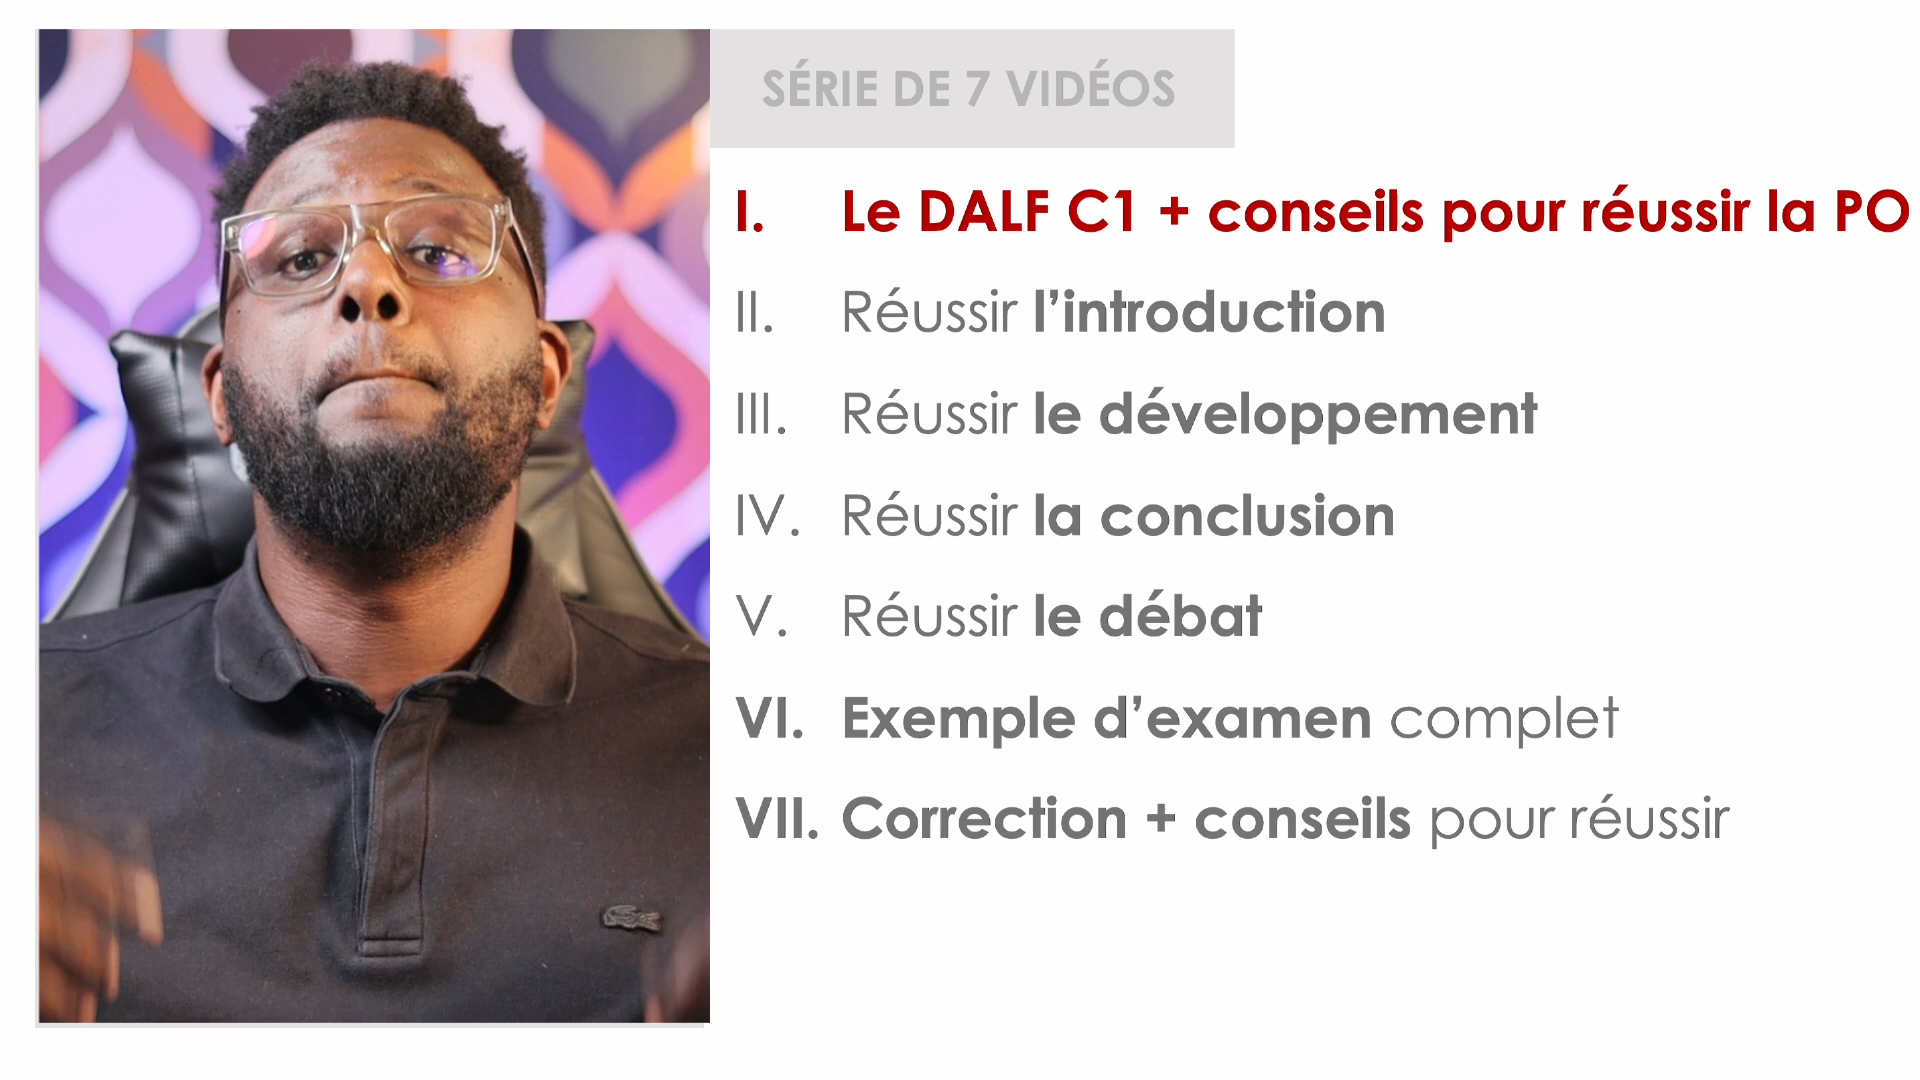 SÉRIE DE 7 VIDÉOS
I. Le DALF C1 + conseils pour réussir la PO
II. Réussir l’introduction
III. Réussir le développement
IV. Réussir la conclusion
V. Réussir le débat
VI. Exemple d’examen complet
VII. Correction + conseils pour réussir